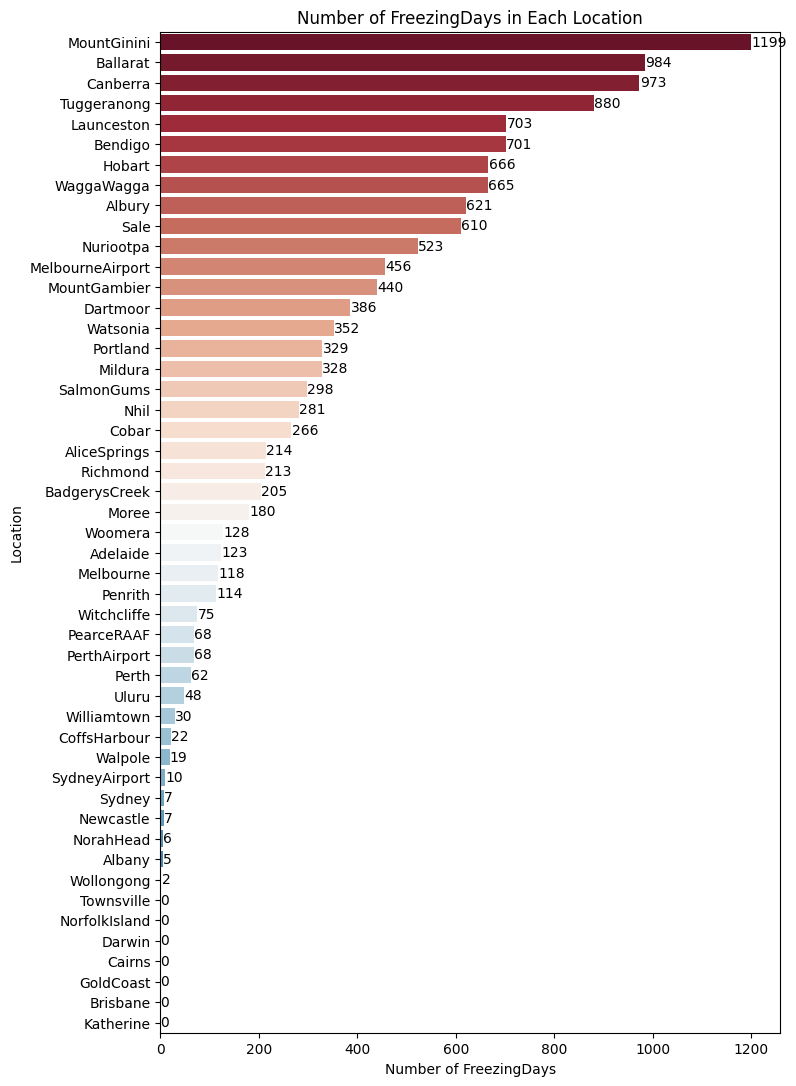 Number of FreezingDays in Each Location
MountGinini 1199
Ballarat 984
Canberra 973
Tuggeranong 880
Launceston 703
Bendigo 701
Hobart 666
WaggaWagga 665
Albury 621
Sale 610
Nuriootpa 523
MelbourneAirport 456
MountGambier 440
Dartmoor 386
Watsonia 352
Portland 329
Mildura 328
SalmonGums 298
Nhil 281
Cobar 266
AliceSprings 214
Richmond 213
BadgerysCreek 205
Moree 180
Woomera 128
Adelaide 123
Melbourne 118
Penrith 114
Witchcliffe 75
PearceRAAF 68
PerthAirport 68
Perth 62
Uluru 48
Williamtown 30
CoffsHarbour 22
Walpole 19
SydneyAirport 10
Sydney 7
Newcastle 7
NorahHead 6
Albany 5
Wollongong 2
Townsville 0
NorfolkIsland 0
Darwin 0
Cairns 0
GoldCoast 0
Brisbane 0
Katherine 0
Location
0 200 400 600 800 1000 1200
Number of FreezingDays